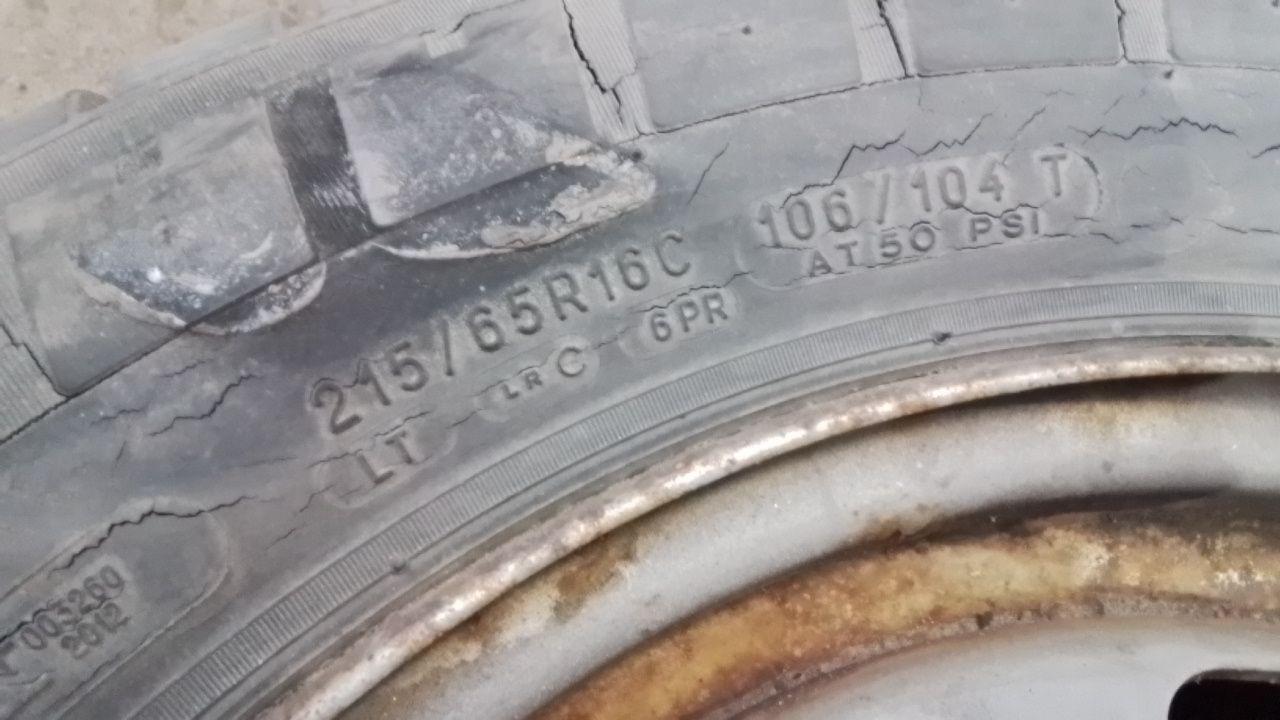 106/104 T
AT 50 PSI
215/65R16C
LT LR C 6PR
003260
2012